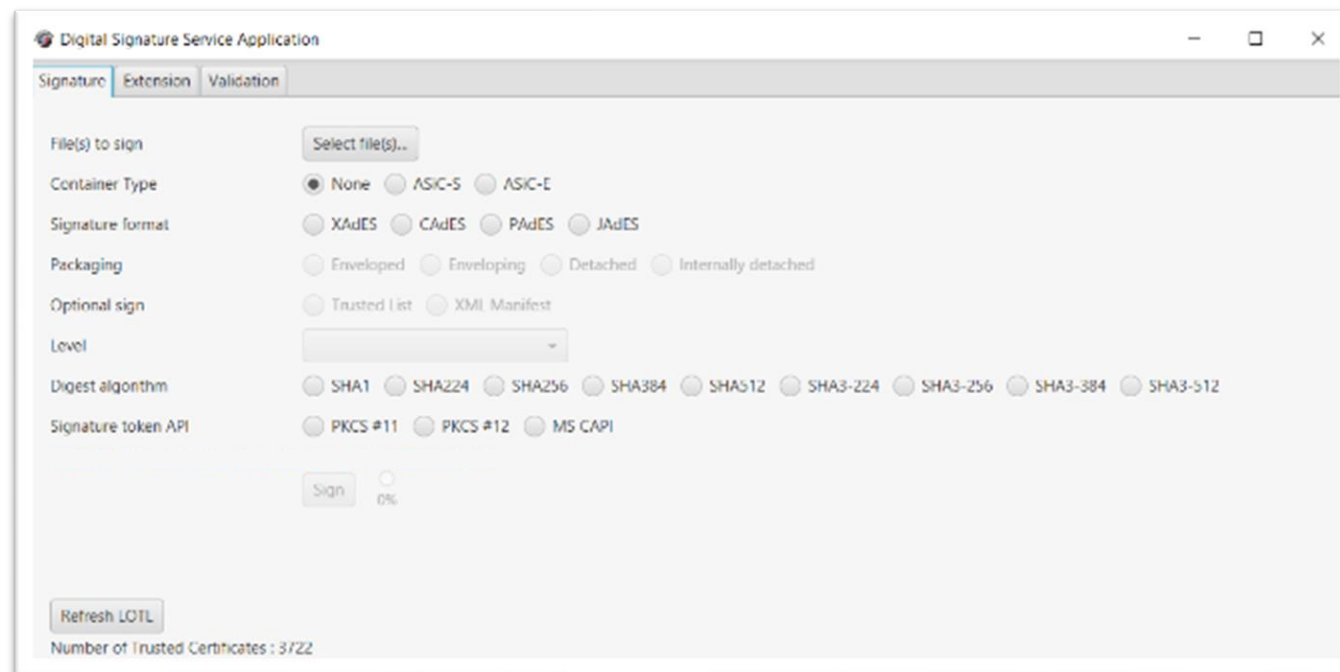 Digital Signature Service Application
Signature Extension Validation
File(s) to sign Select file(s)...
Container Type None ASiC-S ASiC-E
Signature format XAdES CAdES PAdES JAdES
Packaging Enveloped Enveloping Detached Internally detached
Optional sign Trusted List XML Manifest
Level
Digest algorithm SHA1 SHA224 SHA256 SHA384 SHA512 SHA3-224 SHA3-256 SHA3-384 SHA3-512
Signature token API PKCS #11 PKCS #12 MS CAPI
Sign 0%
Refresh LOTL
Number of Trusted Certificates : 3722